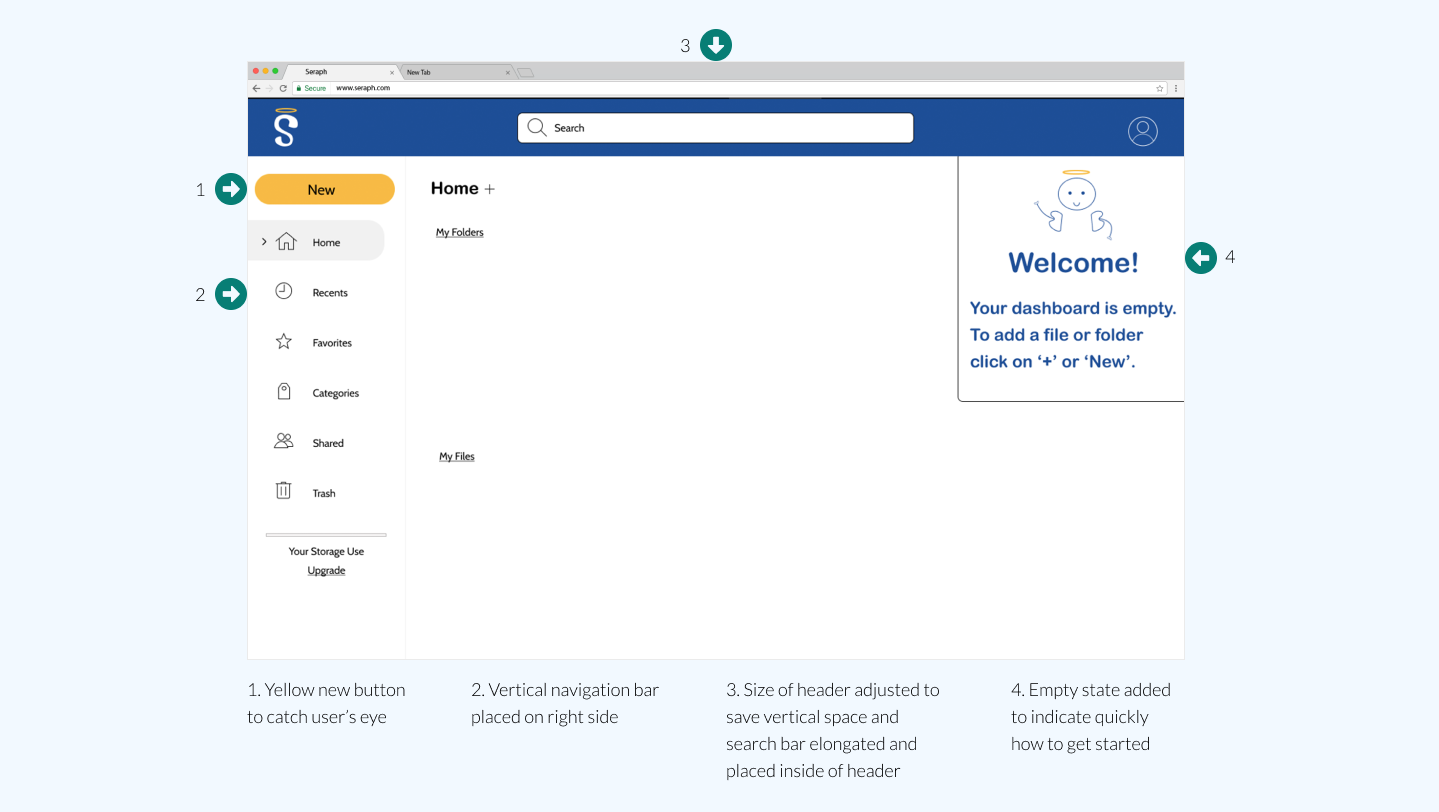 3
Seraph
New Tab
Secure www.seraph.com
S
Search
1
New
Home +
Home
My Folders
2
Recents
Favorites
Categories
Shared
Trash
Your Storage Use
Upgrade
My Files
Welcome!
Your dashboard is empty.
To add a file or folder
click on ‘+’ or ‘New’.
4
1. Yellow new button
to catch user’s eye
2. Vertical navigation bar
placed on right side
3. Size of header adjusted to
save vertical space and
search bar elongated and
placed inside of header
4. Empty state added
to indicate quickly
how to get started